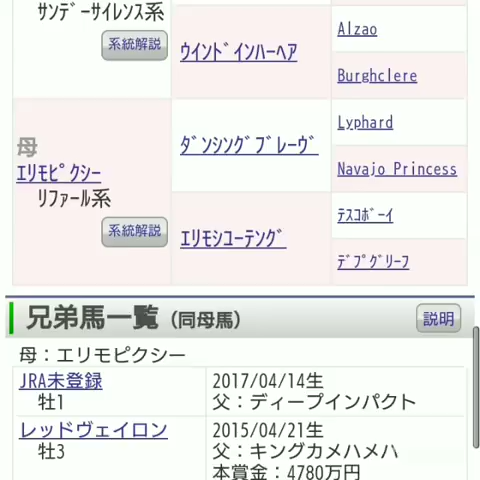 ｻﾝﾃﾞｰｻｲﾚﾝｽ系
系統解説
ｳｲﾝﾄﾞｲﾝﾊｰﾍｱ
Alzao
Burghclere
母
ｴﾘﾓﾋﾟｸｼｰ
ﾘﾌｧｰﾙ系
系統解説
ﾀﾞﾝｼﾝｸﾞﾌﾞﾚｰｳﾞ
Lyphard
Navajo Princess
ｴﾘﾓｼﾕｰﾃﾝｸﾞ
ﾃｽｺﾎﾞｰｲ
ﾃﾞﾌﾟｸﾞﾘｰﾌ
兄弟馬一覧（同母馬）
説明
母：エリモピクシー
JRA未登録
牡1
2017/04/14生
父：ディープインパクト
レッドヴェイロン
牡3
2015/04/21生
父：キングカメハメハ
本賞金：4780万円